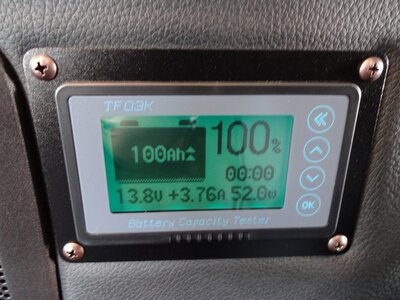 TF03K
100Ah
100%
00:00
13.8V +3.76A 52.0W
OK
Battery Capacity Tester